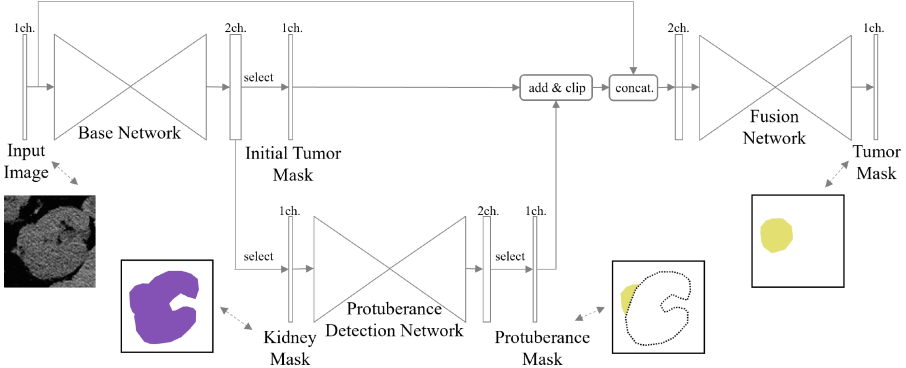 1ch.
2ch.
1ch.
2ch.
1ch.
select
add & clip
concat.
Base Network
Fusion
Network
Input
Image
Initial Tumor
Mask
Tumor
Mask
1ch.
2ch.
1ch.
select
select
Protuberance
Detection Network
Kidney
Mask
Protuberance
Mask